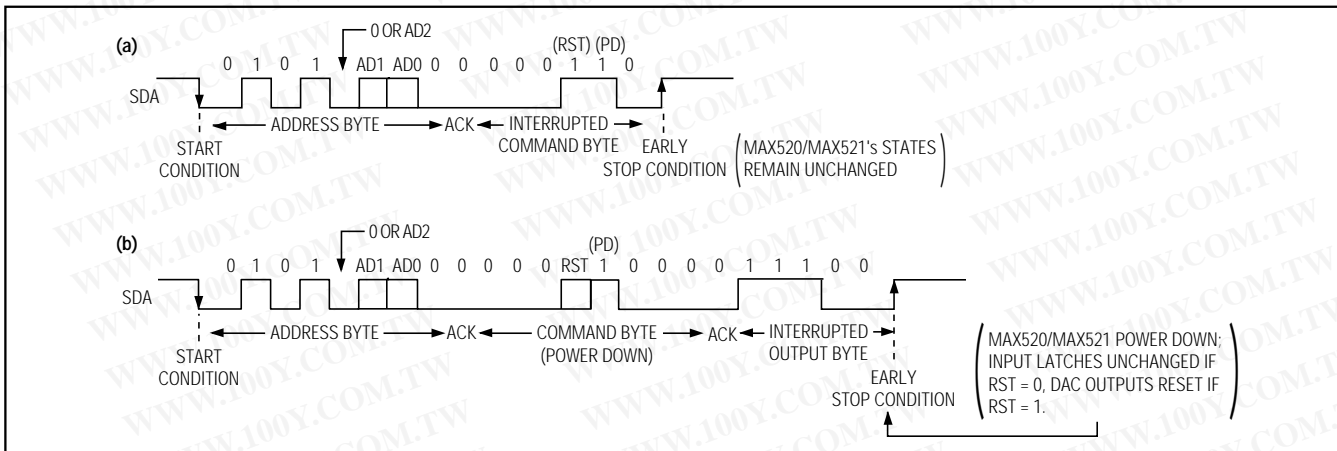 (a)
0 OR AD2
(RST) (PD)
0 1 0 1 AD1 AD0 0 0 0 0 0 1 1 0
SDA
ADDRESS BYTE ACK INTERRUPTED COMMAND BYTE
START CONDITION
EARLY STOP CONDITION
(MAX520/MAX521's STATES
REMAIN UNCHANGED)
(b)
0 OR AD2
(PD)
0 1 0 1 AD1 AD0 0 0 0 0 RST 1 0 0 0 0 1 1 1 0 0
SDA
ADDRESS BYTE ACK COMMAND BYTE (POWER DOWN) ACK INTERRUPTED OUTPUT BYTE
START CONDITION
EARLY STOP CONDITION
(MAX520/MAX521 POWER DOWN;
INPUT LATCHES UNCHANGED IF
RST = 0, DAC OUTPUTS RESET IF
RST = 1.)
WWW.100Y.COM.TW